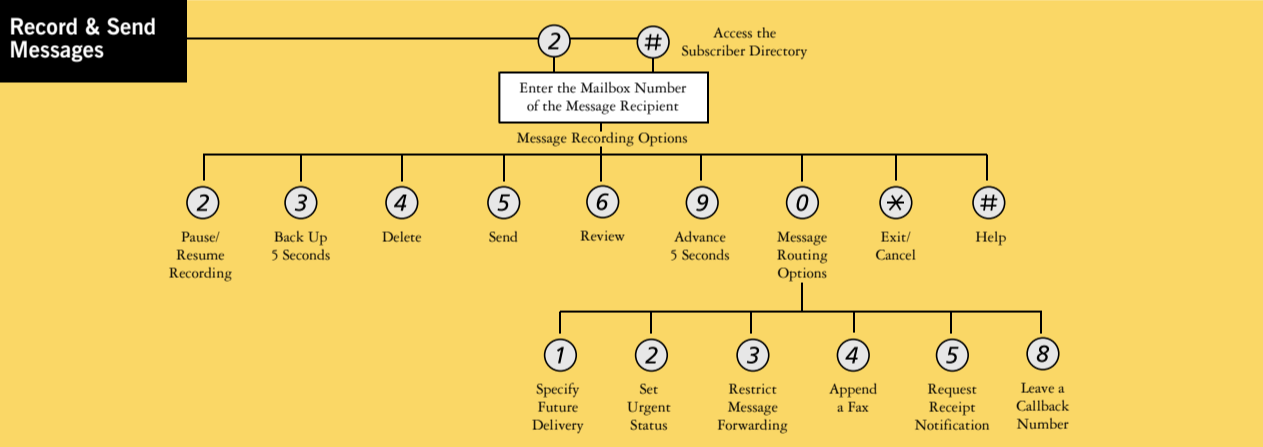 Record & Send
Messages
2
#
Access the
Subscriber Directory
Enter the Mailbox Number
of the Message Recipient
Message Recording Options
2
3
4
5
6
9
0
*
#
Pause/
Resume
Recording
Back Up
5 Seconds
Delete
Send
Review
Advance
5 Seconds
Message
Routing
Options
Exit/
Cancel
Help
1
2
3
4
5
8
Specify
Future
Delivery
Set
Urgent
Status
Restrict
Message
Forwarding
Append
a Fax
Request
Receipt
Notification
Leave a
Callback
Number